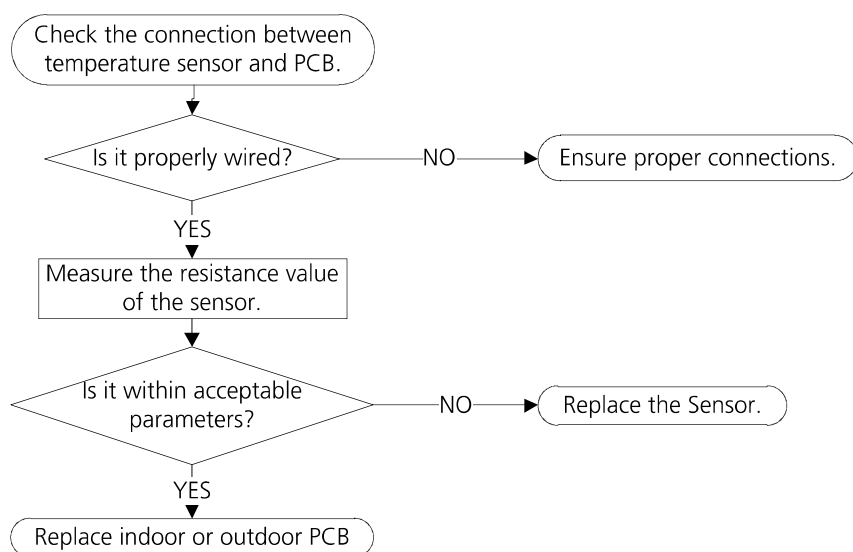 Check the connection between
temperature sensor and PCB.
Is it properly wired?
NO
Ensure proper connections.
YES
Measure the resistance value
of the sensor.
Is it within acceptable
parameters?
NO
Replace the Sensor.
YES
Replace indoor or outdoor PCB